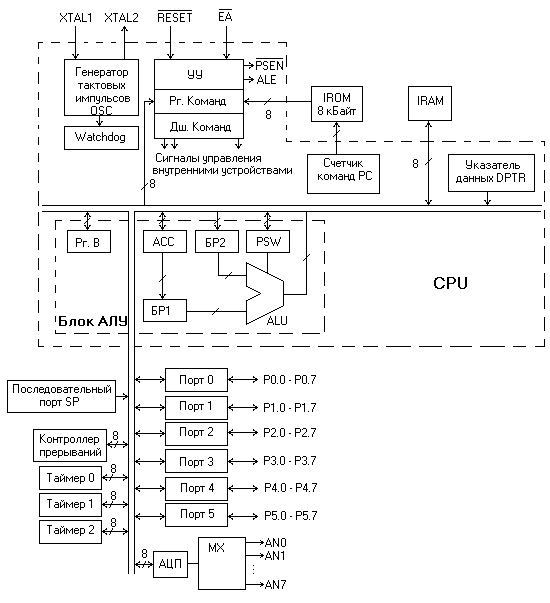 XTAL1 XTAL2 RESET EA
Генератор
тактовых
импульсов
OSC
Watchdog
УУ
Рг. Команд
Дш. Команд
PSEN
ALE
Сигналы управления
внутренними устройствами
8
8
IROM
8 кБайт
Счетчик
команд PC
IRAM
8
Указатель
данных DPTR
Рг. В
ACC
БР2
PSW
БР1
ALU
Блок АЛУ
CPU
Последовательный
порт SP
Контроллер
прерываний
8
Таймер 0
8
Таймер 1
8
Таймер 2
8
Порт 0 P0.0 - P0.7
Порт 1 P1.0 - P1.7
Порт 2 P2.0 - P2.7
Порт 3 P3.0 - P3.7
Порт 4 P4.0 - P4.7
Порт 5 P5.0 - P5.7
8
АЦП
MX
AN0
AN1
⋮
AN7